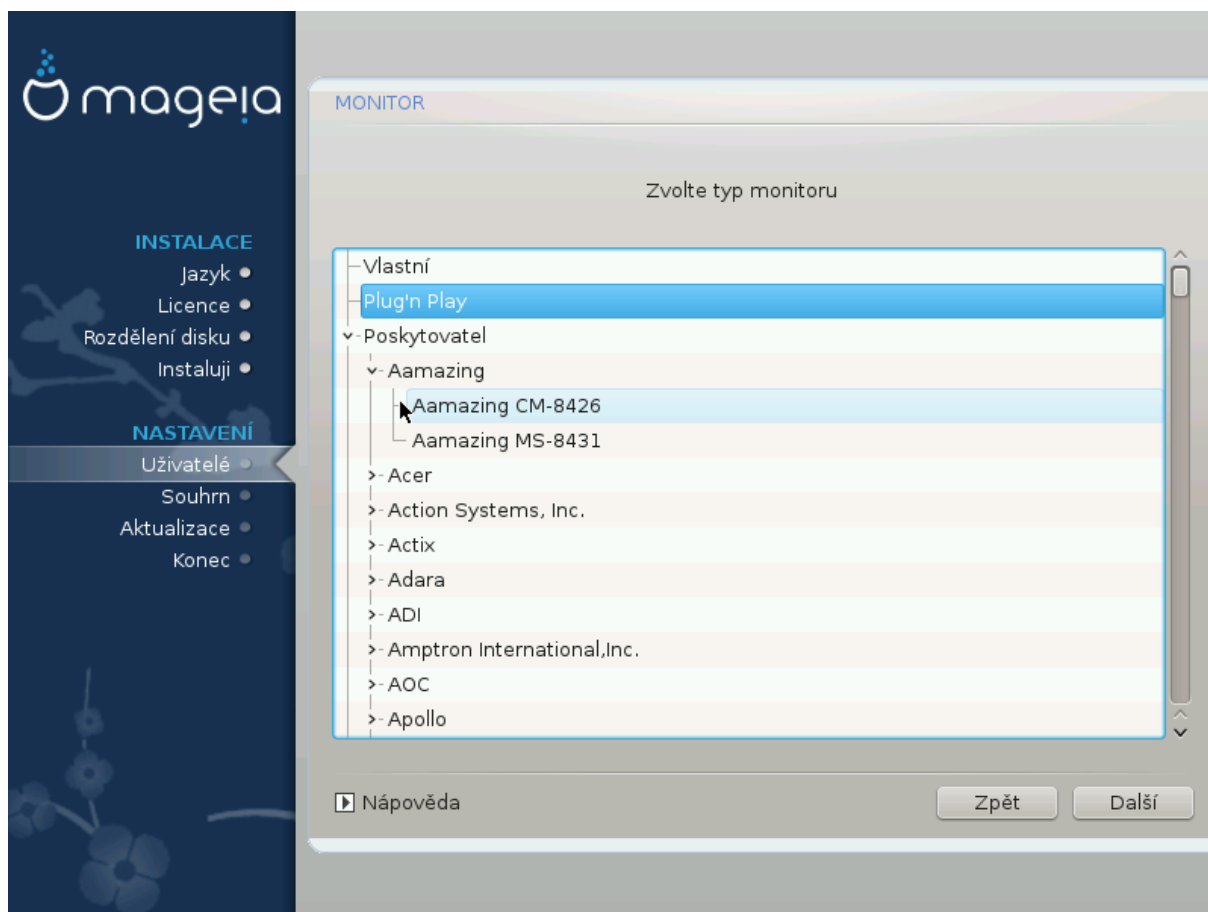 mageia
INSTALACE
Jazyk
Licence
Rozdělení disku
Instaluji
NASTAVENÍ
Uživatelé
Souhrn
Aktualizace
Konec
MONITOR
Zvolte typ monitoru
Vlastní
Plug'n Play
Poskytovatel
Aamazing
Aamazing CM-8426
Aamazing MS-8431
Acer
Action Systems, Inc.
Actix
Adara
ADI
Amptron International,Inc.
AOC
Apollo
Nápověda
Zpět
Další